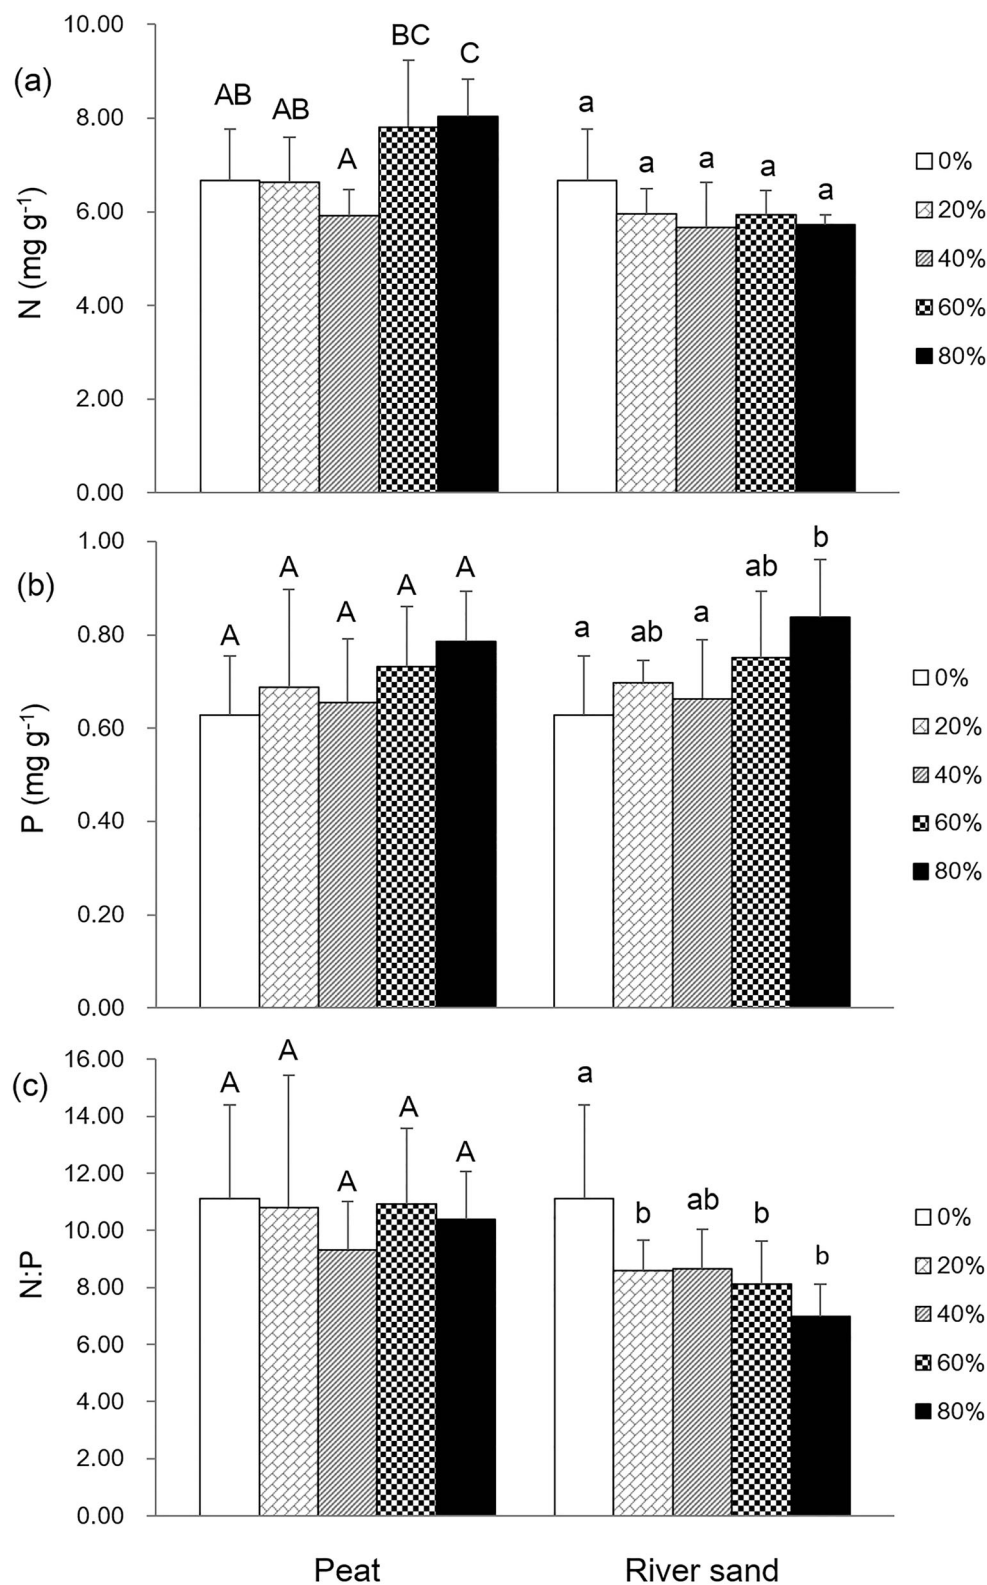 (a)
N (mg g-1)
10.00
8.00
6.00
4.00
2.00
0.00
AB AB A BC C
a a a a a
0%
20%
40%
60%
80%
(b)
P (mg g-1)
1.00
0.80
0.60
0.40
0.20
0.00
A A A A A
a ab a ab b
0%
20%
40%
60%
80%
(c)
N:P
16.00
14.00
12.00
10.00
8.00
6.00
4.00
2.00
0.00
A A A A A
a b ab b b
0%
20%
40%
60%
80%
Peat River sand